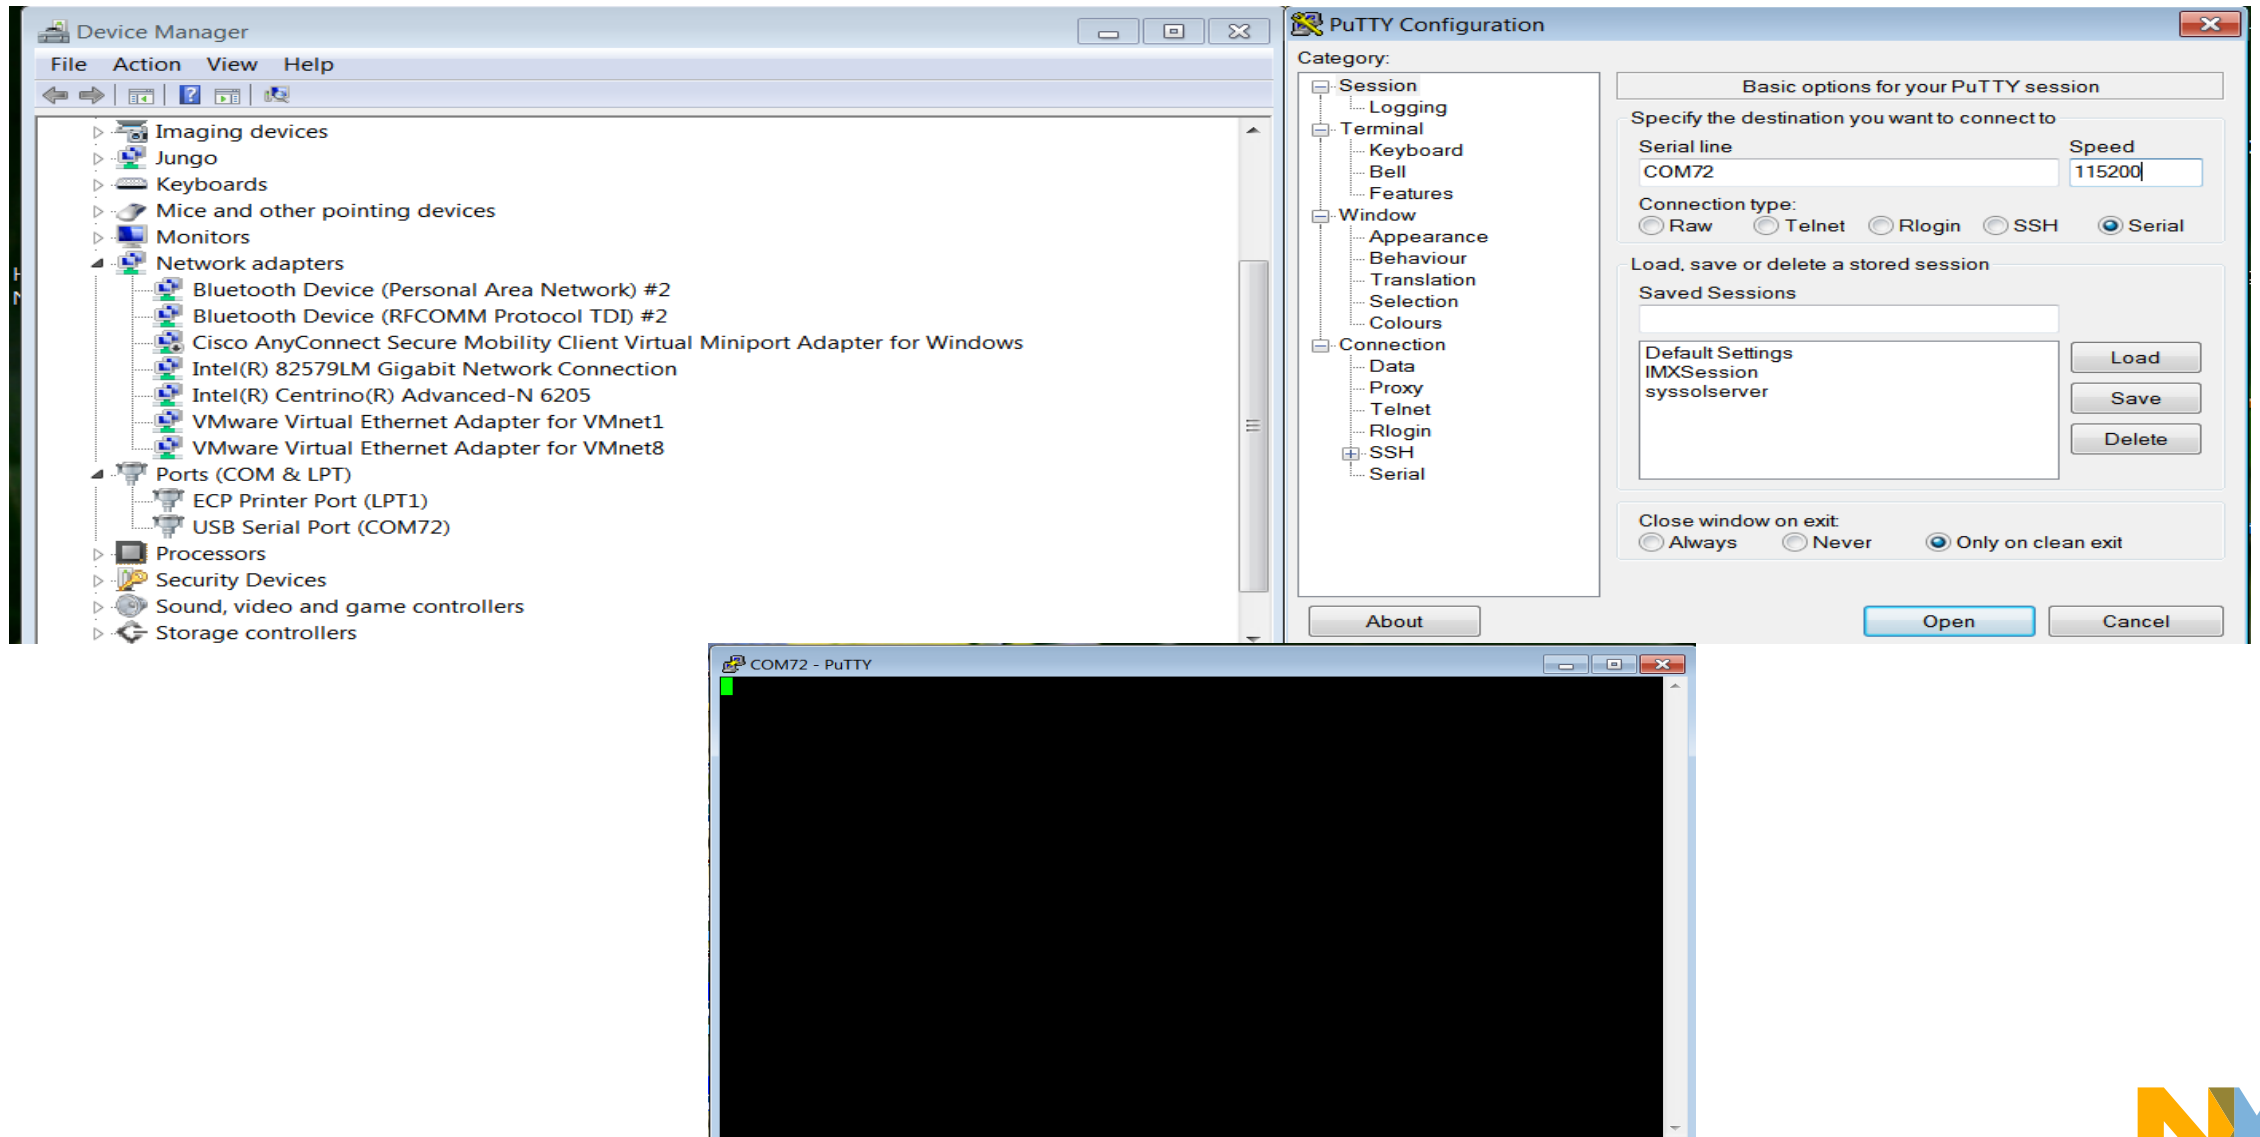 Device Manager
File Action View Help
Imaging devices
Jungo
Keyboards
Mice and other pointing devices
Monitors
Network adapters
Bluetooth Device (Personal Area Network) #2
Bluetooth Device (RFCOMM Protocol TDI) #2
Cisco AnyConnect Secure Mobility Client Virtual Miniport Adapter for Windows
Intel(R) 82579LM Gigabit Network Connection
Intel(R) Centrino(R) Advanced-N 6205
VMware Virtual Ethernet Adapter for VMnet1
VMware Virtual Ethernet Adapter for VMnet8
Ports (COM & LPT)
ECP Printer Port (LPT1)
USB Serial Port (COM72)
Processors
Security Devices
Sound, video and game controllers
Storage controllers
PuTTY Configuration
Category:
Session
Logging
Terminal
Keyboard
Bell
Features
Window
Appearance
Behaviour
Translation
Selection
Colours
Connection
Data
Proxy
Telnet
Rlogin
SSH
Serial
Basic options for your PuTTY session
Specify the destination you want to connect to
Serial line Speed
COM72 115200
Connection type:
Raw Telnet Rlogin SSH Serial
Load, save or delete a stored session
Saved Sessions
Default Settings
IMXSession
syssolserver
Load
Save
Delete
Close window on exit:
Always Never Only on clean exit
About Open Cancel
COM72 - PuTTY